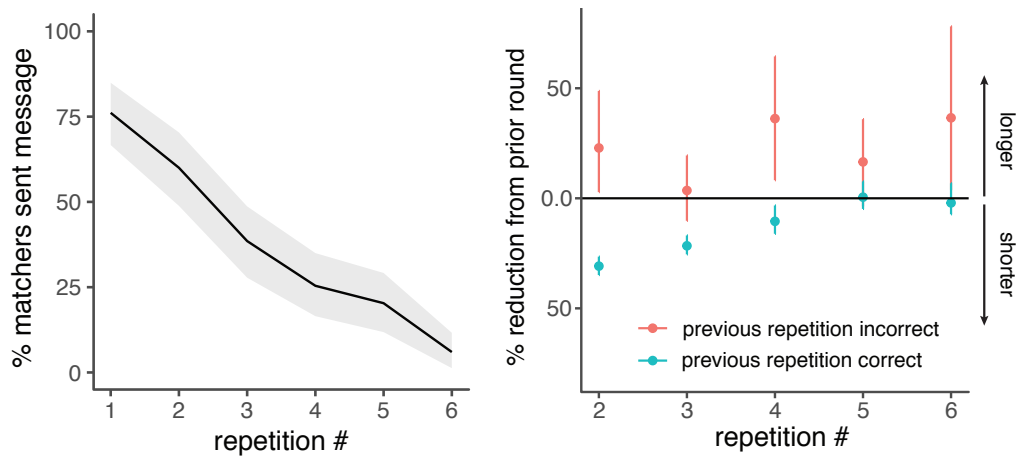 % matchers sent message
100
75
50
25
0
1 2 3 4 5 6
repetition #
% reduction from prior round
50
0.0
50
longer
shorter
previous repetition incorrect
previous repetition correct
2 3 4 5 6
repetition #